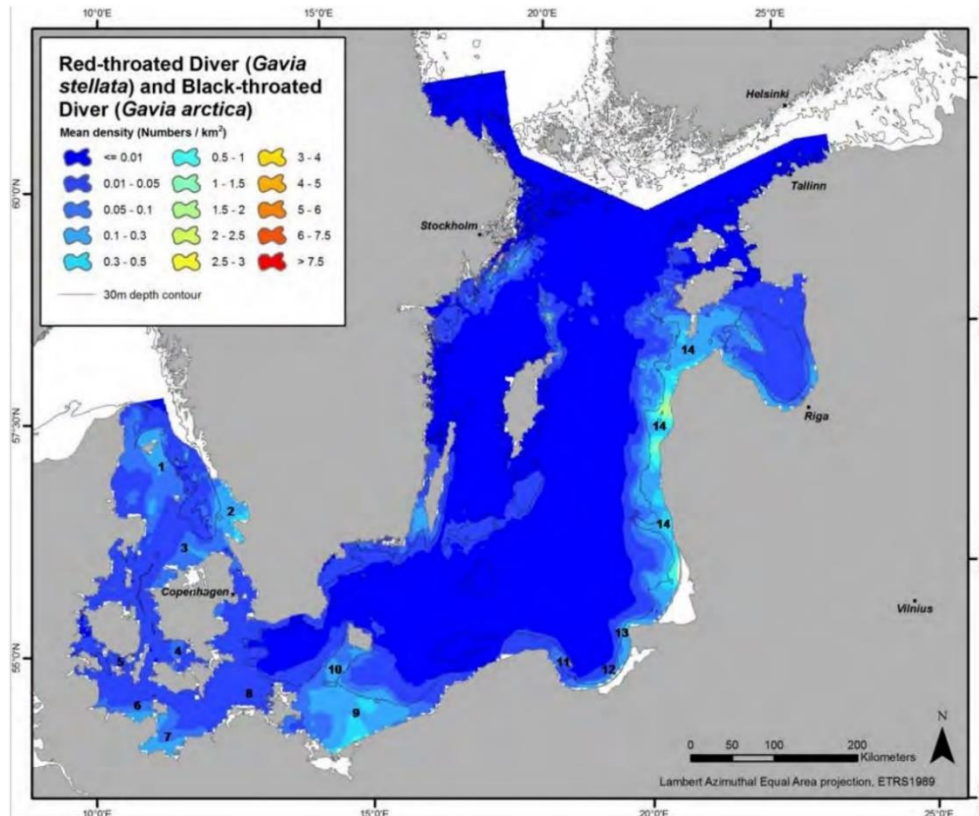 10°0'E 15°0'E 20°0'E 25°0'E
Red-throated Diver (Gavia
stellata) and Black-throated
Diver (Gavia arctica)
Mean density (Numbers / km²)
<= 0.01 0.5 - 1 3 - 4
0.01 - 0.05 1 - 1.5 4 - 5
0.05 - 0.1 1.5 - 2 5 - 6
0.1 - 0.3 2 - 2.5 6 - 7.5
0.3 - 0.5 2.5 - 3 > 7.5
30m depth contour
Helsinki
Tallinn
60°0'N
Stockholm
14
Riga
57°30'N
14
1
2
14
3
Copenhagen
Vilnius
13
4
5
55°0'N
10
11
12
8
6
9
7
N
0 50 100 200
Kilometers
Lambert Azimuthal Equal Area projection, ETRS1989
10°0'E 15°0'E 20°0'E 25°0'E